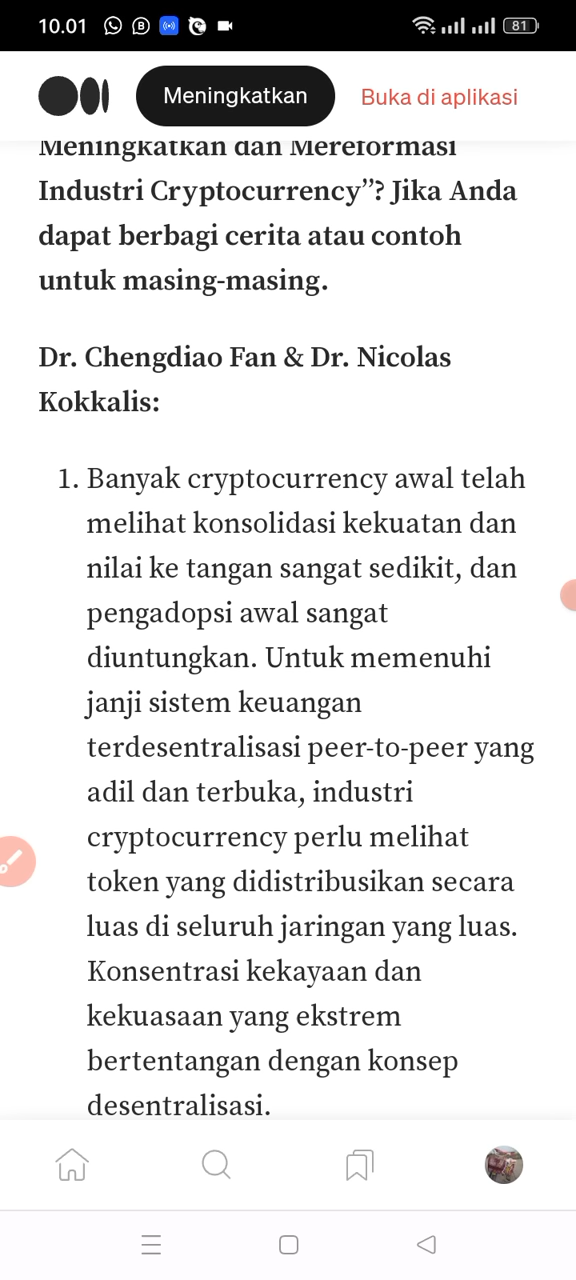 10.01
81
Meningkatkan
Buka di aplikasi
Meningkatkan dan Mereformasi
Industri Cryptocurrency”? Jika Anda
dapat berbagi cerita atau contoh
untuk masing-masing.
Dr. Chengdiao Fan & Dr. Nicolas
Kokkalis:
1. Banyak cryptocurrency awal telah
melihat konsolidasi kekuatan dan
nilai ke tangan sangat sedikit, dan
pengadopsi awal sangat
diuntungkan. Untuk memenuhi
janji sistem keuangan
terdesentralisasi peer-to-peer yang
adil dan terbuka, industri
cryptocurrency perlu melihat
token yang didistribusikan secara
luas di seluruh jaringan yang luas.
Konsentrasi kekayaan dan
kekuasaan yang ekstrem
bertentangan dengan konsep
desentralisasi.